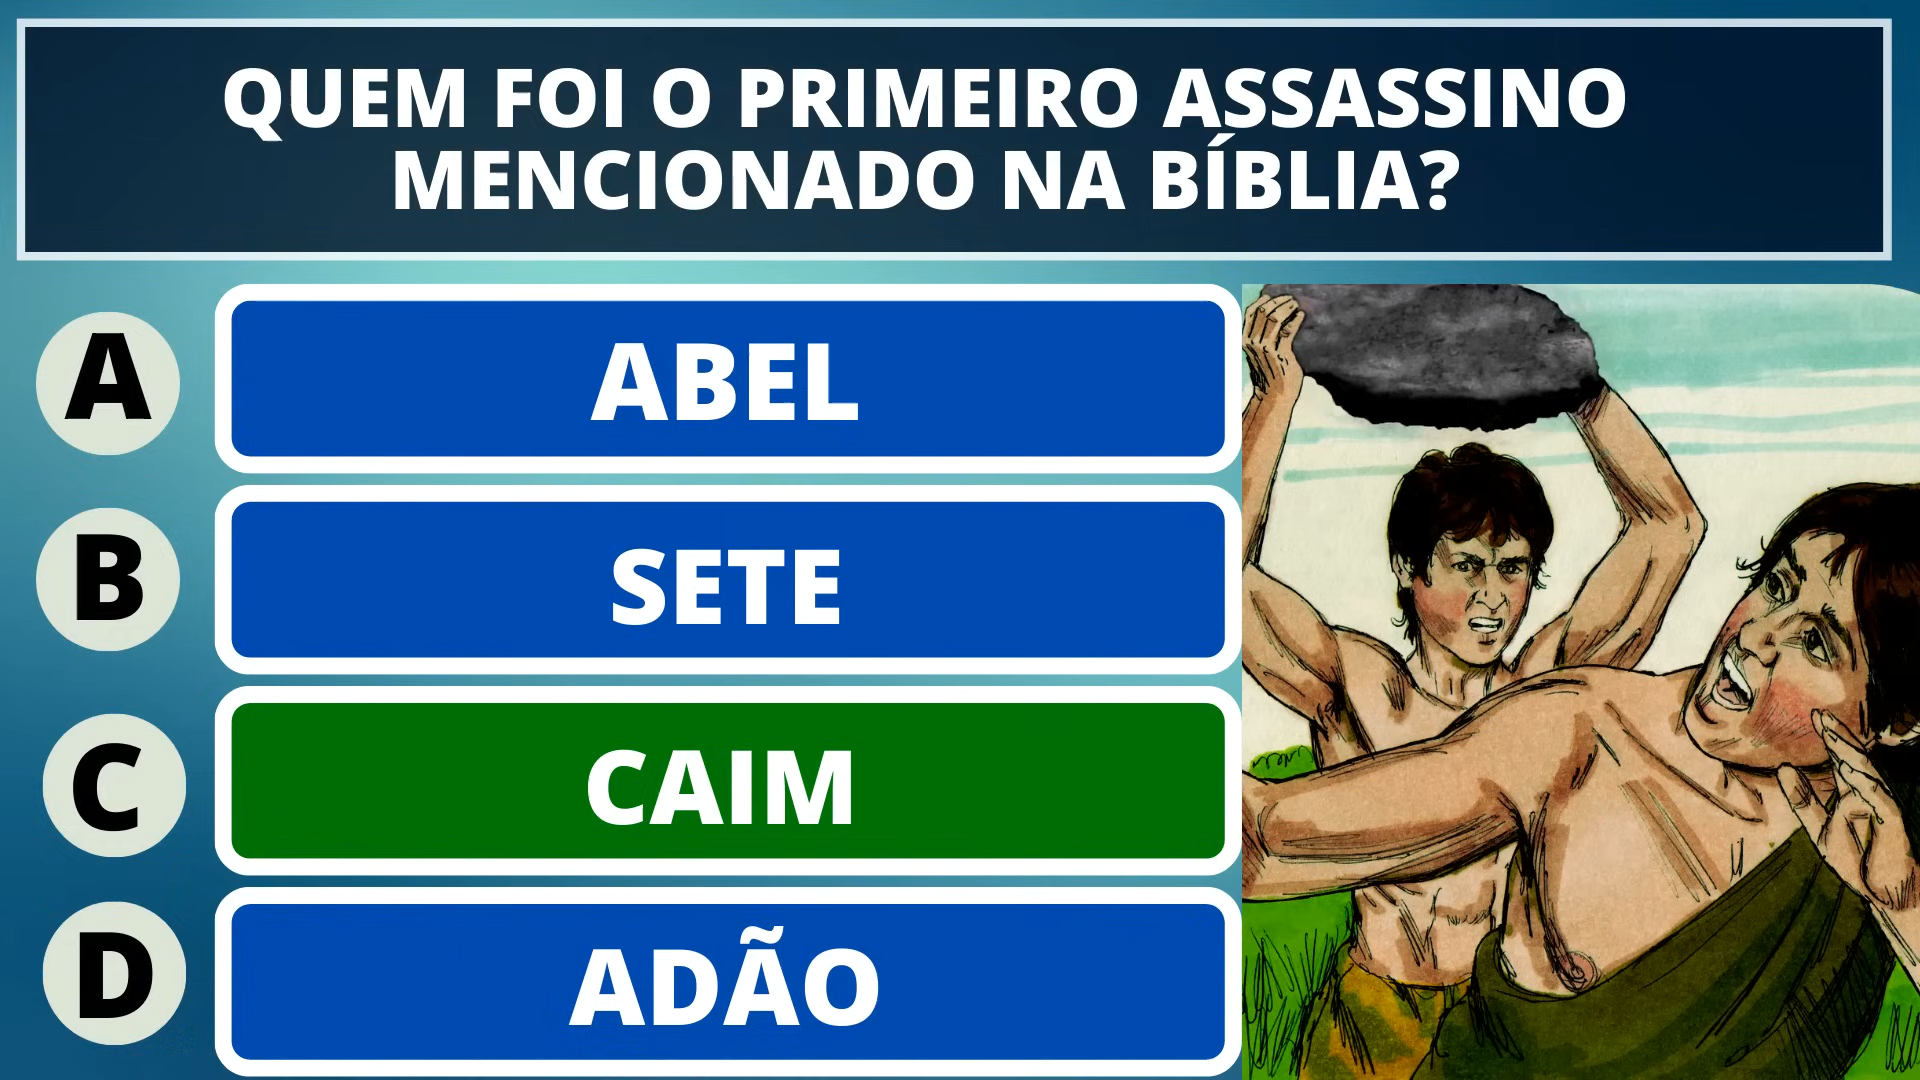 QUEM FOI O PRIMEIRO ASSASSINO
MENCIONADO NA BÍBLIA?
A
ABEL
B
SETE
C
CAIM
D
ADÃO